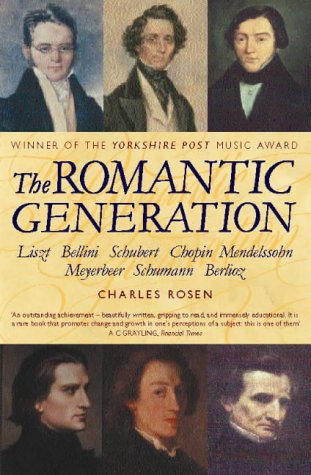 WINNER OF THE YORKSHIRE POST MUSIC AWARD
The ROMANTIC
GENERATION
Liszt Bellini Schubert Chopin Mendelssohn
Meyerbeer Schumann Berlioz
CHARLES ROSEN
'An outstanding achievement – beautifully written, gripping to read, and immensely educational. It
is a rare book that promotes change and growth in one's perceptions of a subject: this is one of them'
A C GRAYLING, Financial Times